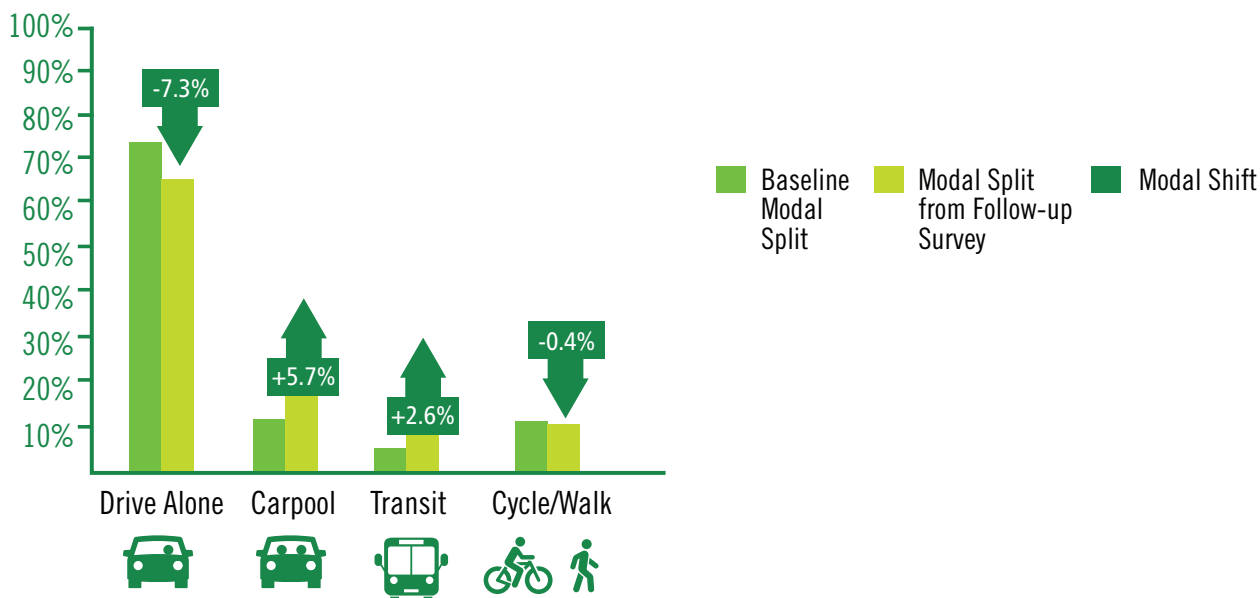 100%
90%
80%
70%
60%
50%
40%
30%
20%
10%
-7.3%
+5.7%
+2.6%
-0.4%
Drive Alone
Carpool
Transit
Cycle/Walk
Baseline
Modal
Split
Modal Split
from Follow-up
Survey
Modal Shift